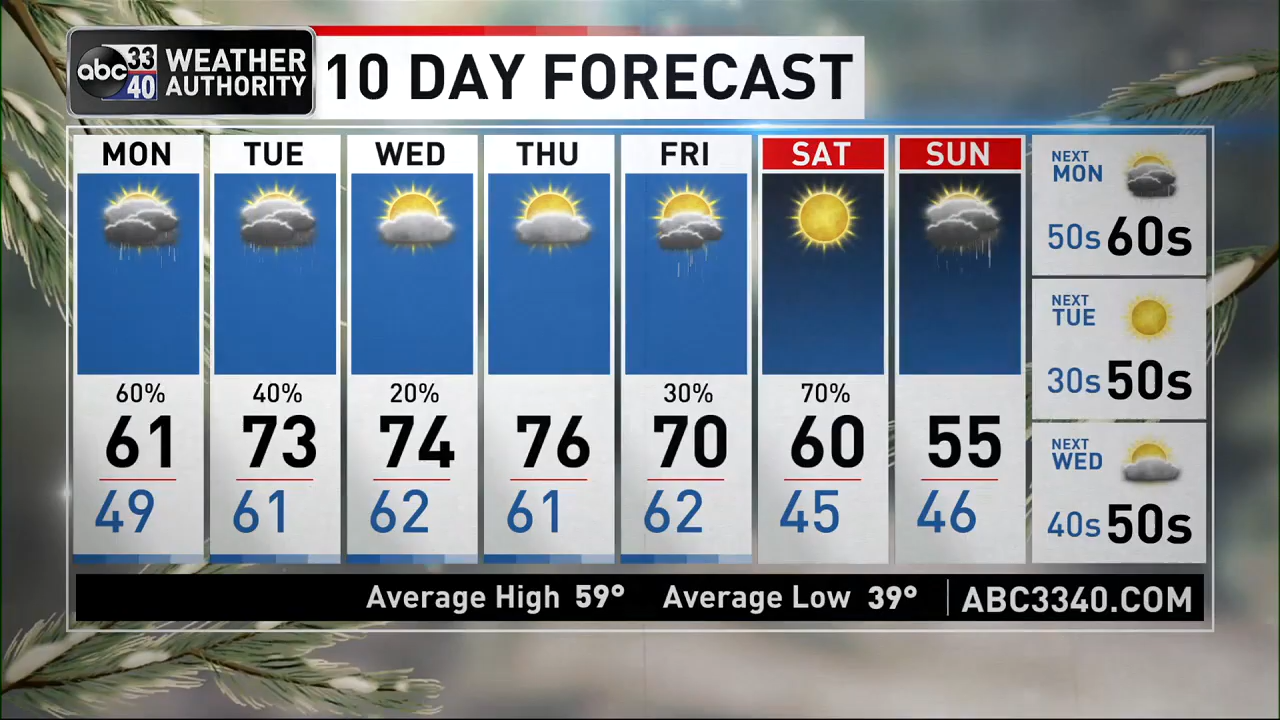 abc 33
40
WEATHER
AUTHORITY
10 DAY FORECAST
MON
60%
61
49
TUE
40%
73
61
WED
20%
74
62
THU
76
61
FRI
30%
70
62
SAT
70%
60
45
SUN
55
46
NEXT
MON
50s 60s
NEXT
TUE
30s 50s
NEXT
WED
40s 50s
Average High 59° Average Low 39° ABC3340.COM